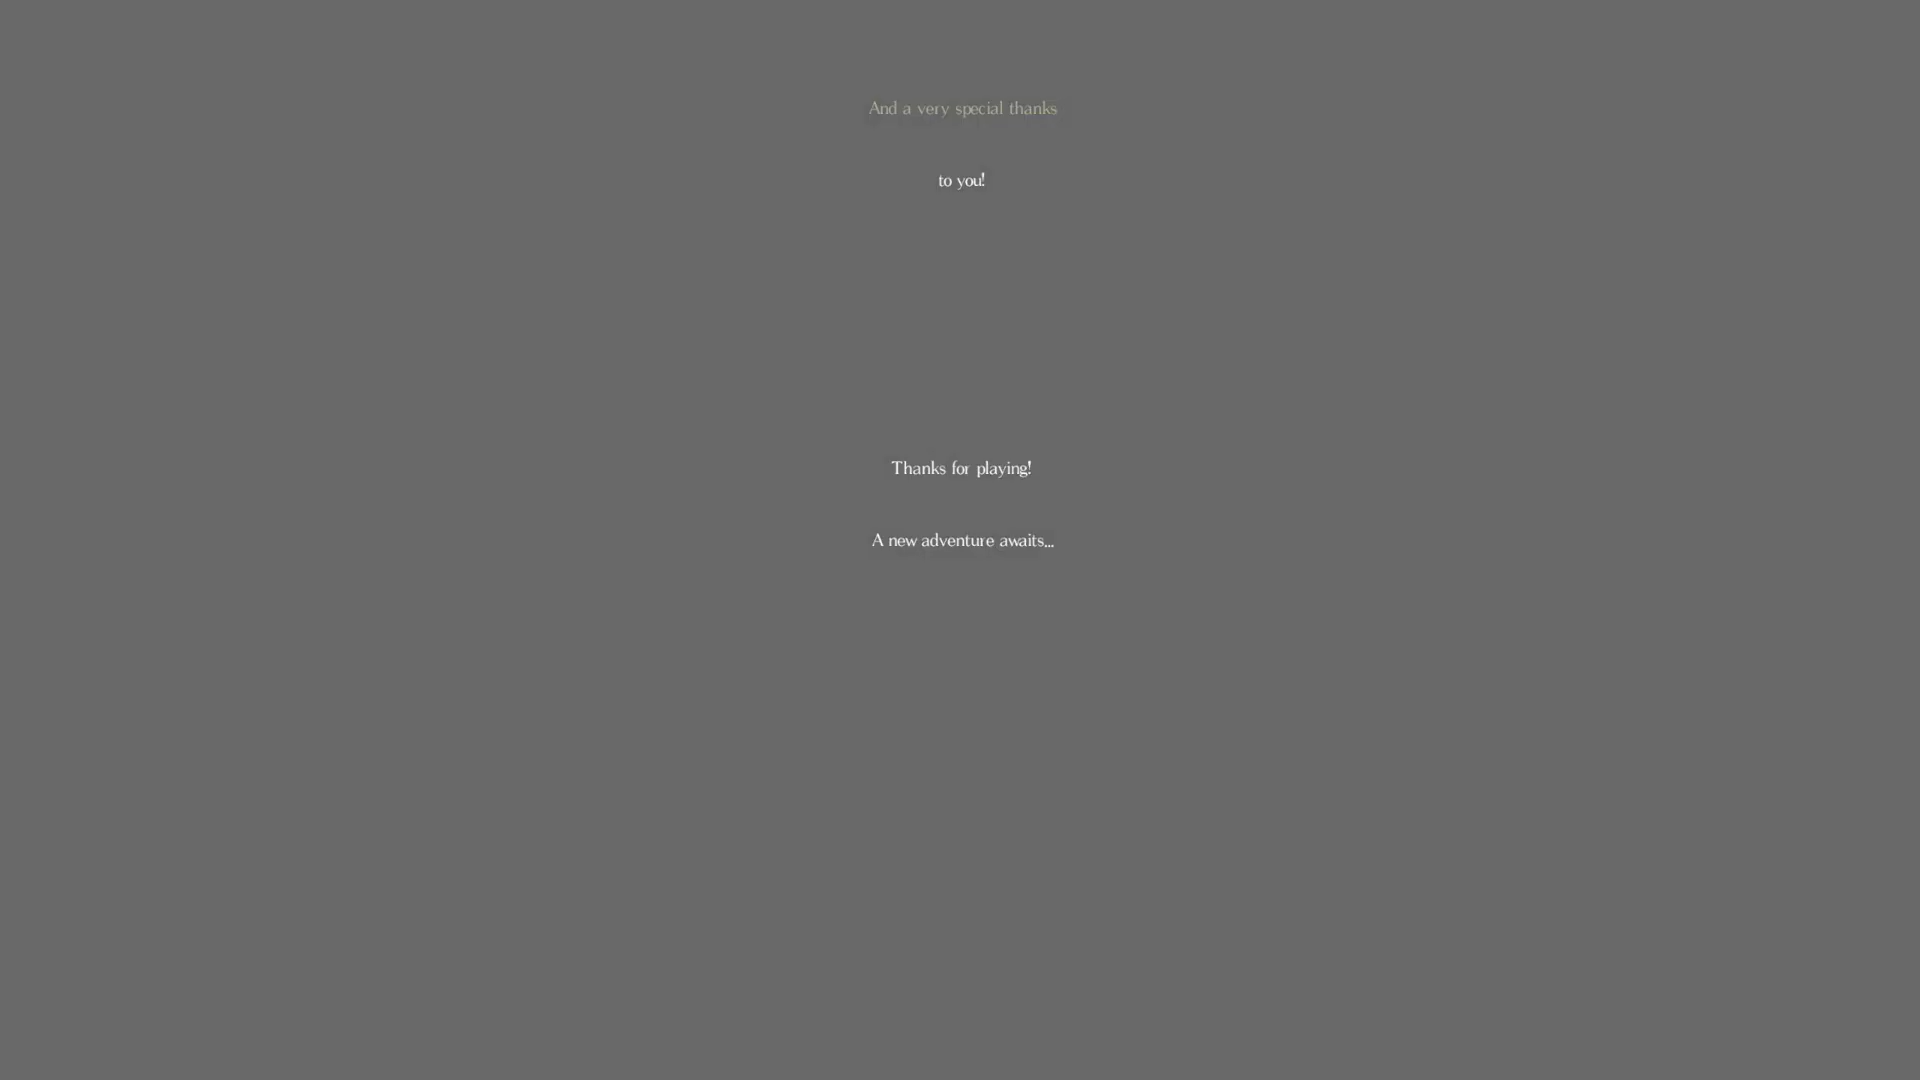 And a very special thanks
to you!
Thanks for playing!
A new adventure awaits...